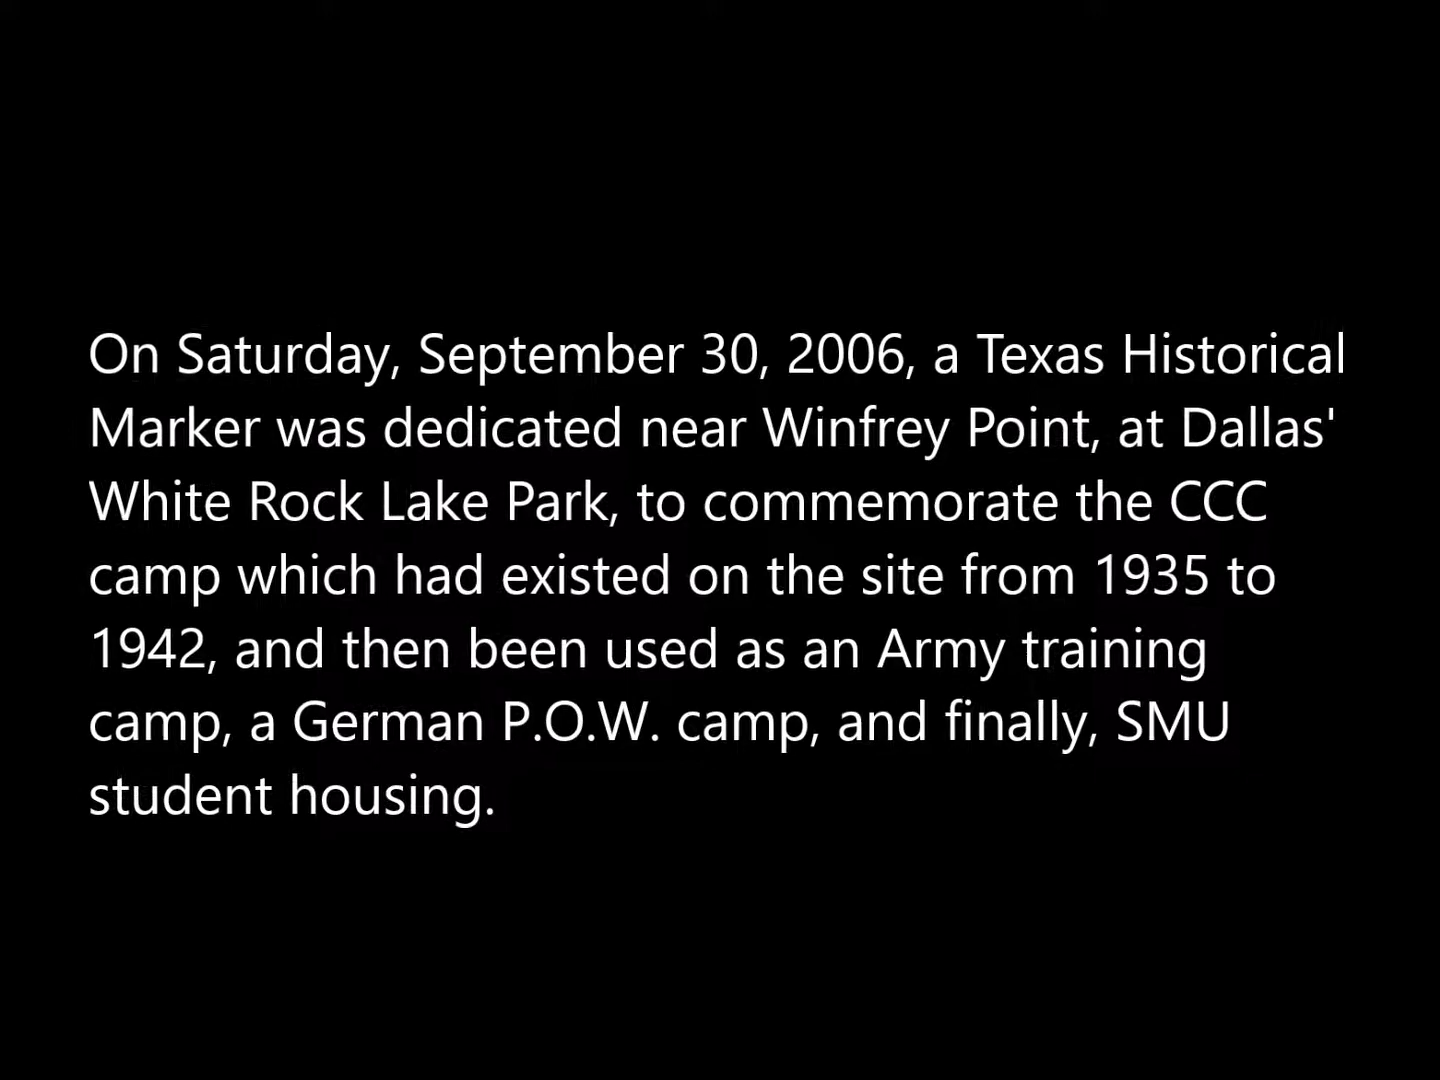 On Saturday, September 30, 2006, a Texas Historical
Marker was dedicated near Winfrey Point, at Dallas'
White Rock Lake Park, to commemorate the CCC
camp which had existed on the site from 1935 to
1942, and then been used as an Army training
camp, a German P.O.W. camp, and finally, SMU
student housing.